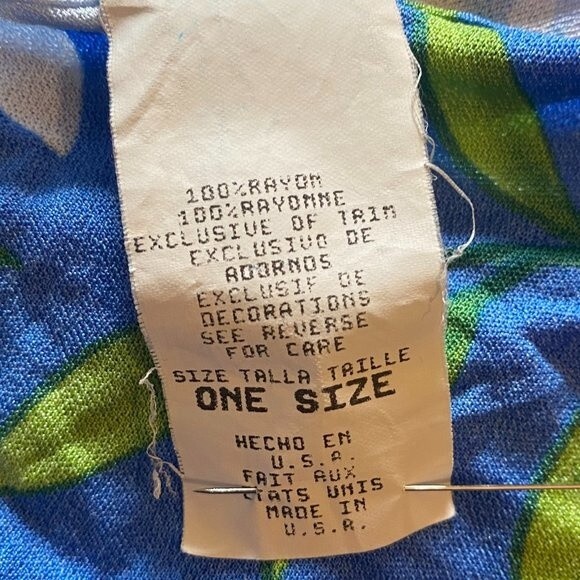 100%RAYON
100%RAYONNE
EXCLUSIVE OF TRIM
EXCLUSIVO DE
ADORNOS
EXCLUSIF DE
DECORATIONS
SEE REVERSE
FOR CARE
SIZE TALLA TAILLE
ONE SIZE
HECHO EN
U.S.A.
FAIT AUX
ETATS UNIS
MADE IN
U.S.A.